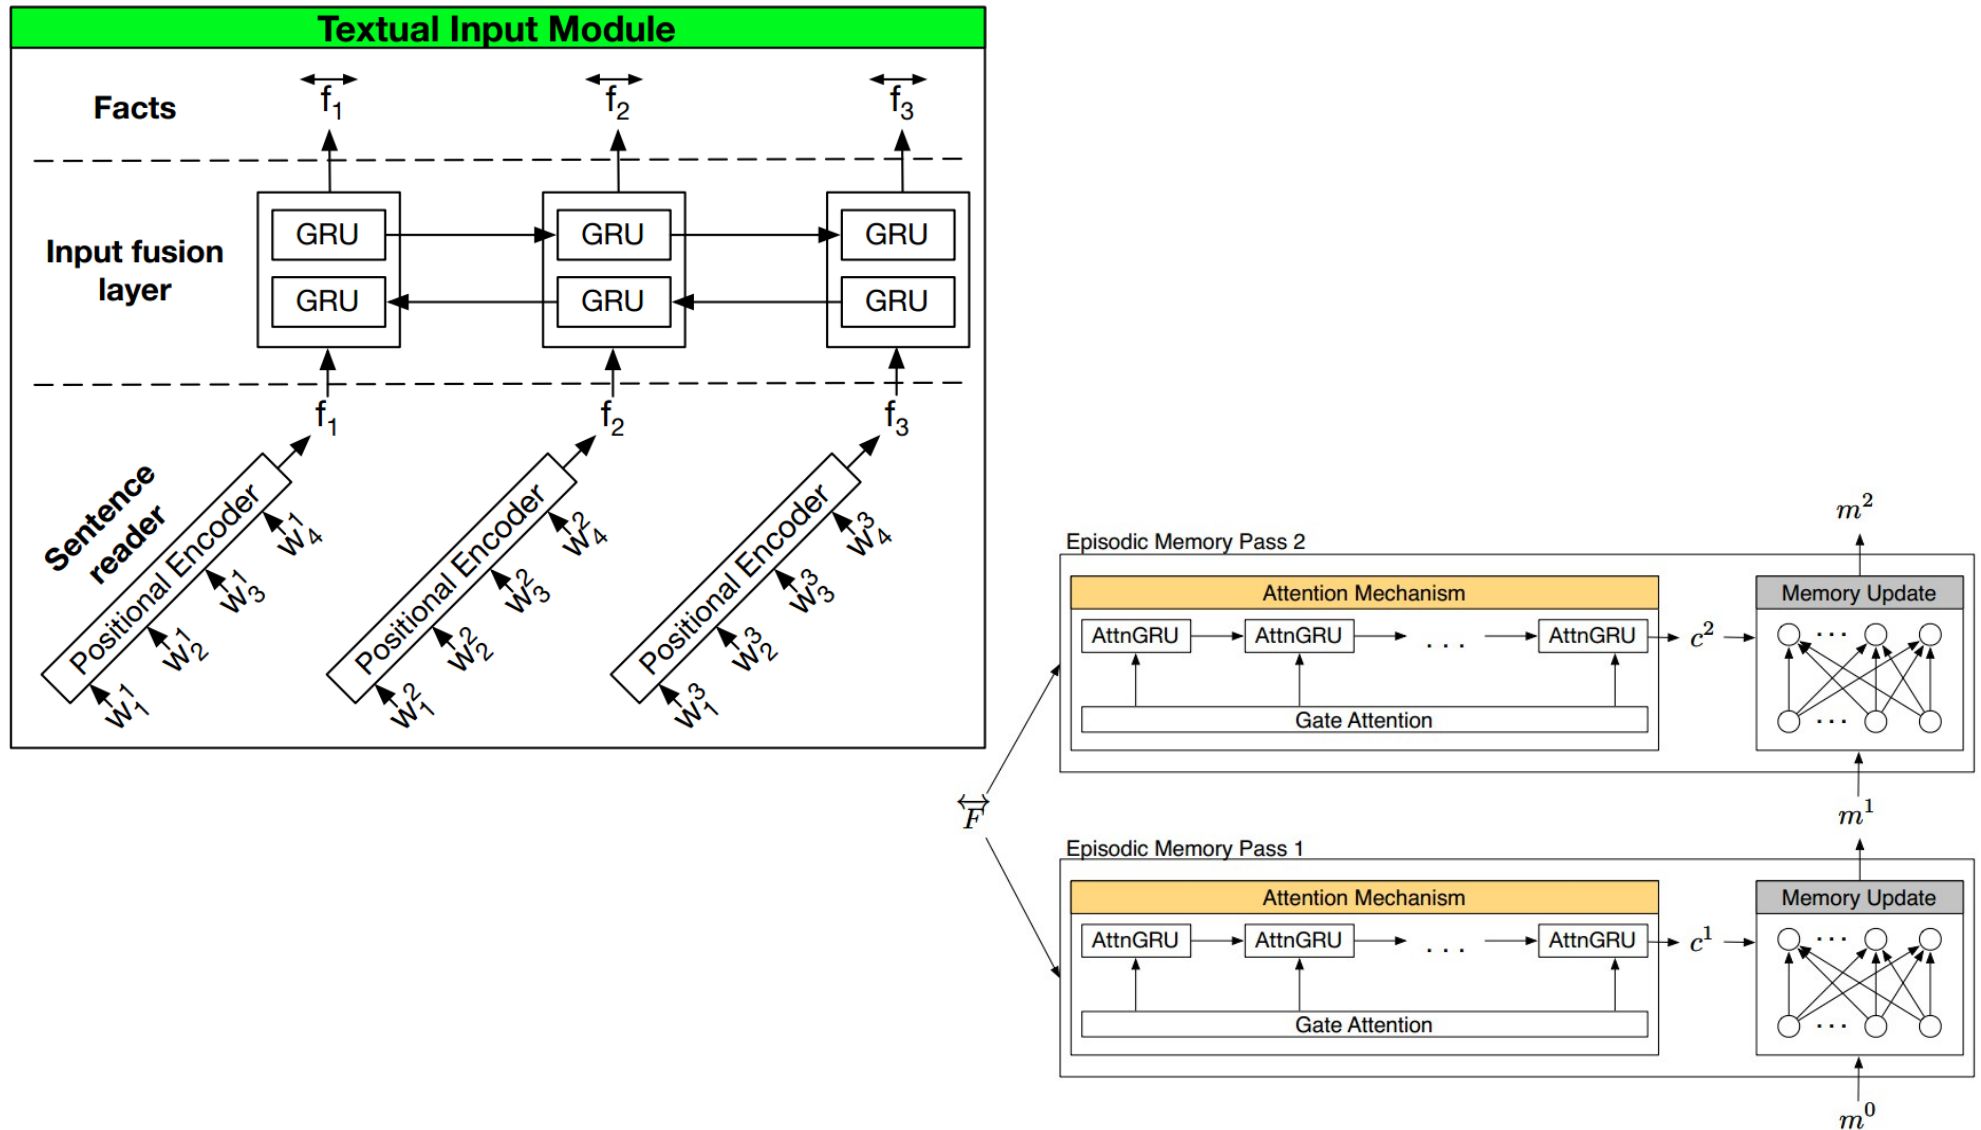 Textual Input Module
Facts
f1 f2 f3
Input fusion
layer
GRU GRU GRU
GRU GRU GRU
f1 f2 f3
Sentence
reader
Positional Encoder
w₁¹ w₂¹ w₃¹ w₄¹
Positional Encoder
w₁² w₂² w₃² w₄²
Positional Encoder
w₁³ w₂³ w₃³ w₄³
F
m²
Episodic Memory Pass 2
Attention Mechanism
Memory Update
AttnGRU AttnGRU . . . AttnGRU c² . . .
Gate Attention . . .
m¹
Episodic Memory Pass 1
Attention Mechanism
Memory Update
AttnGRU AttnGRU . . . AttnGRU c¹ . . .
Gate Attention . . .
m⁰